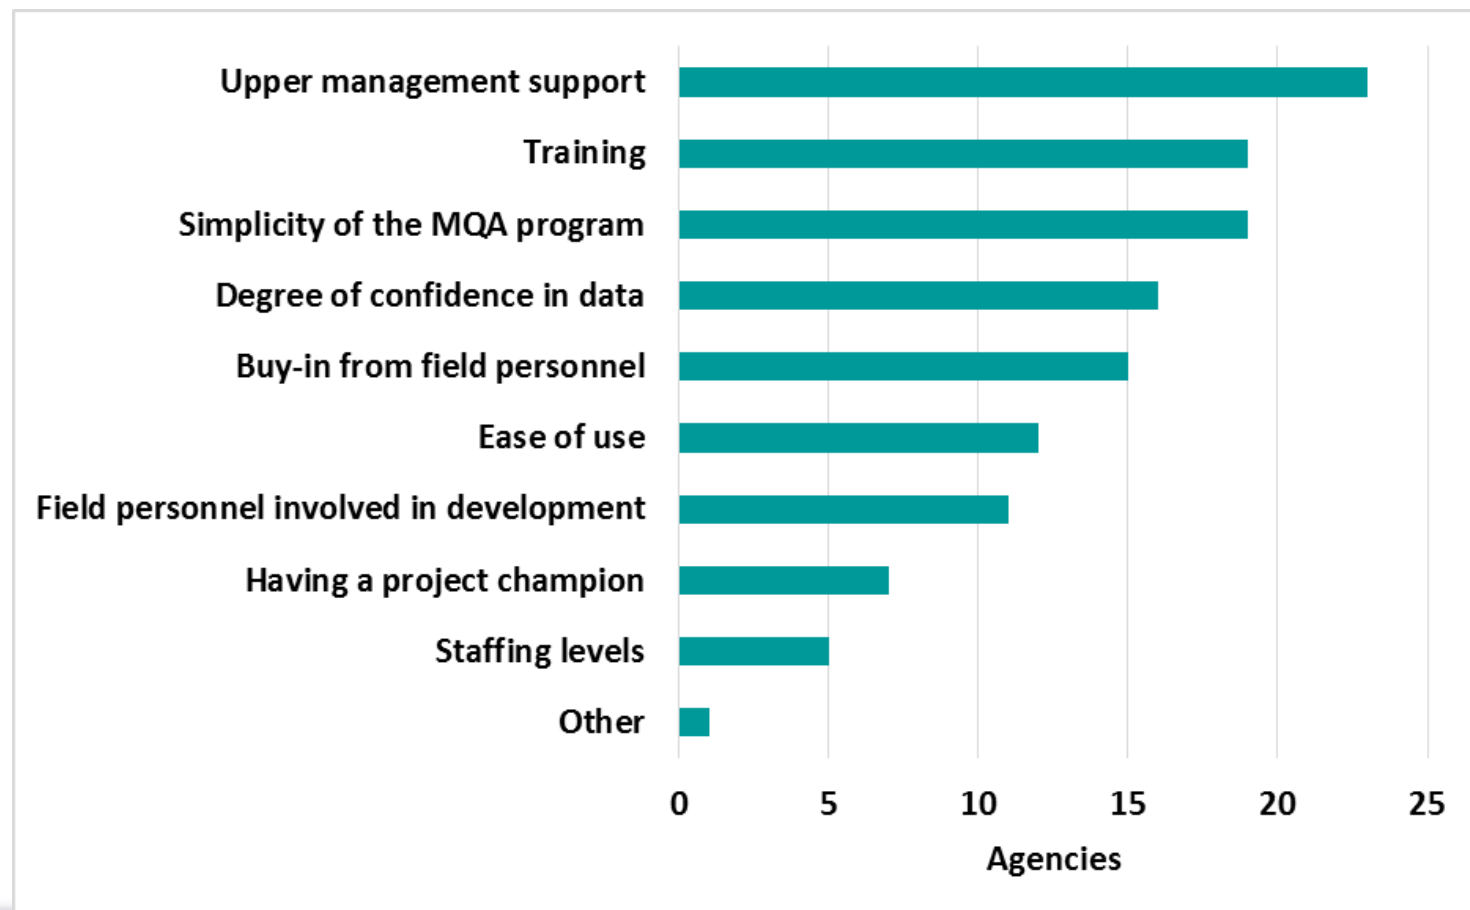 Upper management support
Training
Simplicity of the MQA program
Degree of confidence in data
Buy-in from field personnel
Ease of use
Field personnel involved in development
Having a project champion
Staffing levels
Other
0 5 10 15 20 25
Agencies